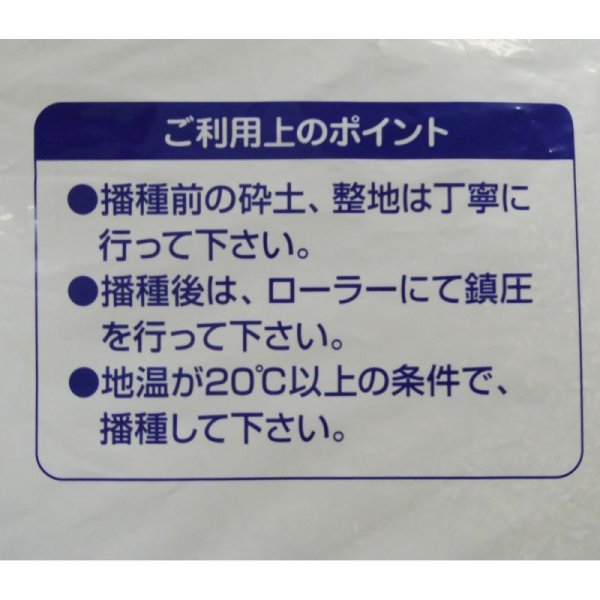 ご利用上のポイント
●播種前の砕土、整地は丁寧に
行って下さい。
●播種後は、ローラーにて鎮圧
を行って下さい。
●地温が20℃以上の条件で、
播種して下さい。